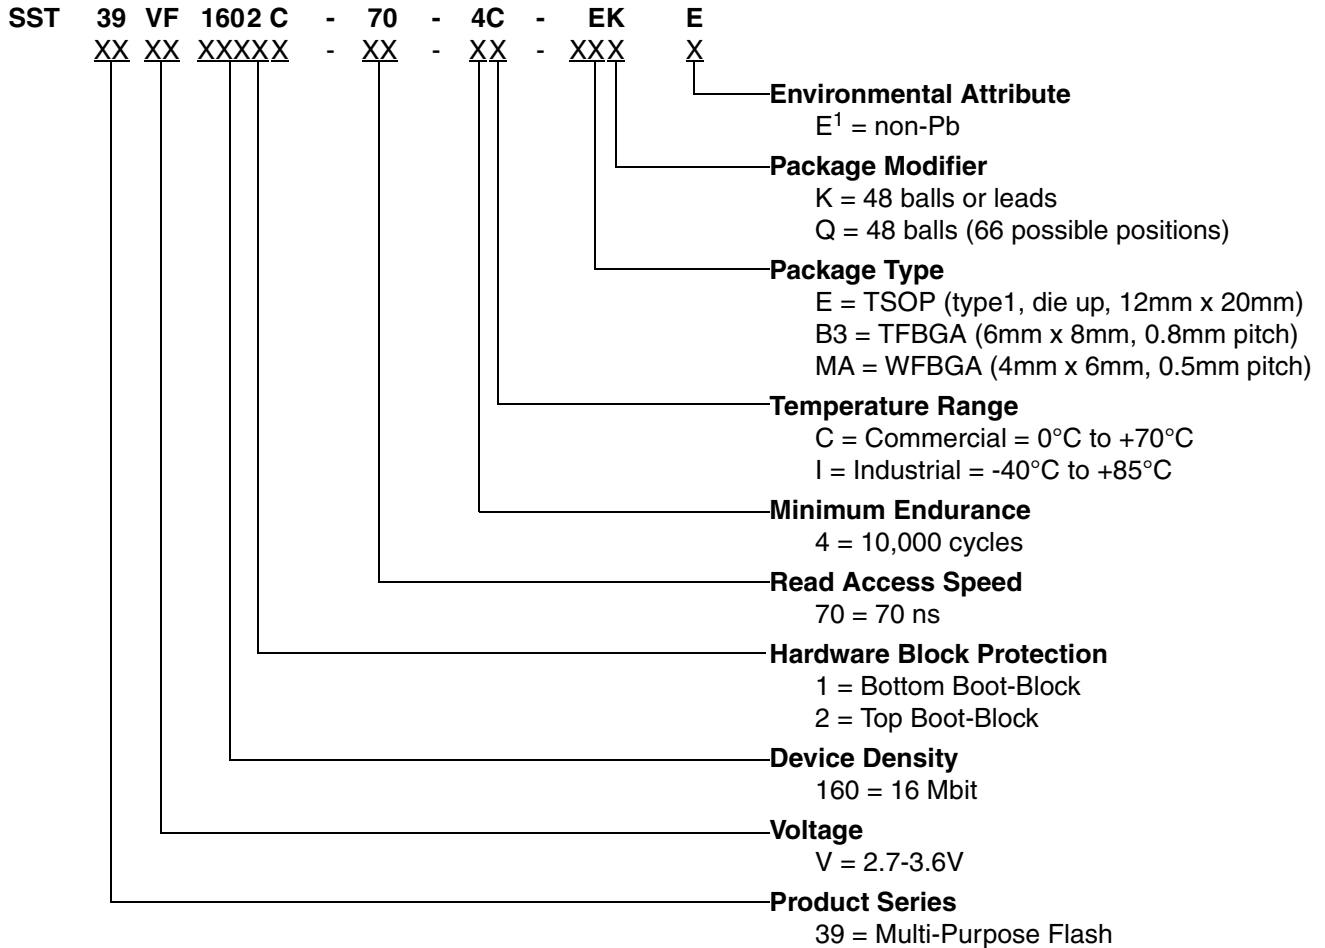 SST 39 VF 1602 C - 70 - 4C - EK E
XX XX XXXXX - XX - XX - XXX X
Environmental Attribute
E1 = non-Pb
Package Modifier
K = 48 balls or leads
Q = 48 balls (66 possible positions)
Package Type
E = TSOP (type1, die up, 12mm x 20mm)
B3 = TFBGA (6mm x 8mm, 0.8mm pitch)
MA = WFBGA (4mm x 6mm, 0.5mm pitch)
Temperature Range
C = Commercial = 0°C to +70°C
I = Industrial = -40°C to +85°C
Minimum Endurance
4 = 10,000 cycles
Read Access Speed
70 = 70 ns
Hardware Block Protection
1 = Bottom Boot-Block
2 = Top Boot-Block
Device Density
160 = 16 Mbit
Voltage
V = 2.7-3.6V
Product Series
39 = Multi-Purpose Flash